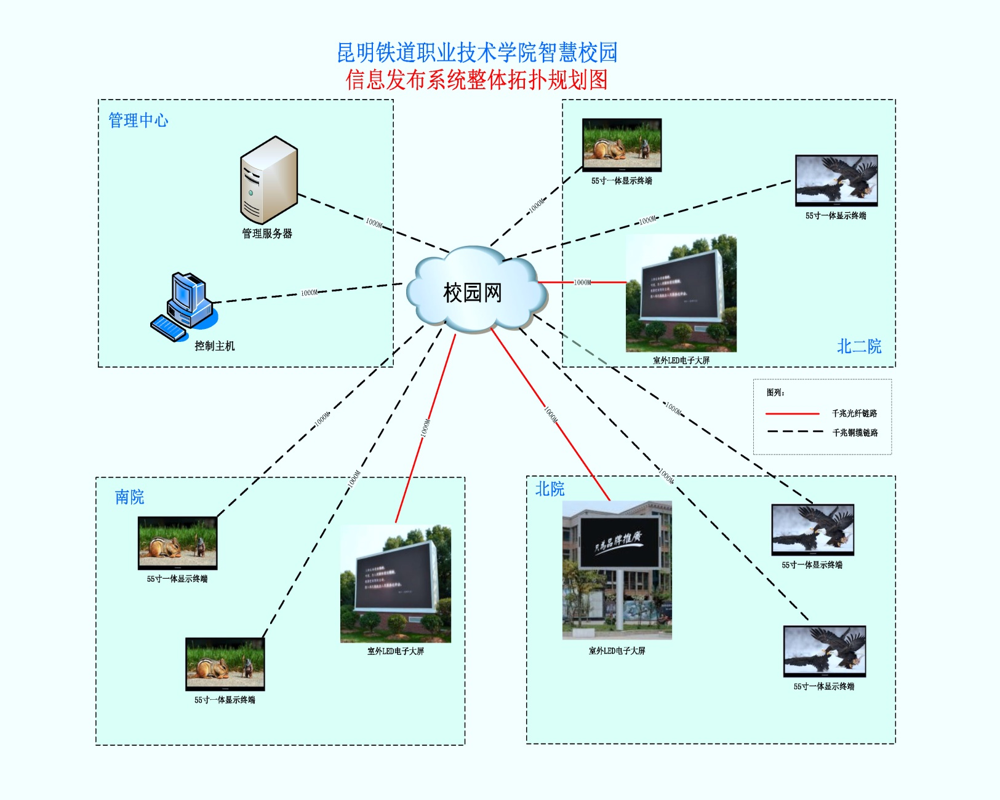 昆明铁道职业技术学院智慧校园
信息发布系统整体拓扑规划图
管理中心
管理服务器
1000M
控制主机
1000M
校园网
55寸一体显示终端
1000M
55寸一体显示终端
1000M
1000M
室外LED电子大屏
北二院
图列:
千兆光纤链路
千兆铜缆链路
1000M
1000M
1000M
1000M
1000M
1000M
南院
55寸一体显示终端
55寸一体显示终端
室外LED电子大屏
北院
只為品牌推廣
室外LED电子大屏
55寸一体显示终端
55寸一体显示终端